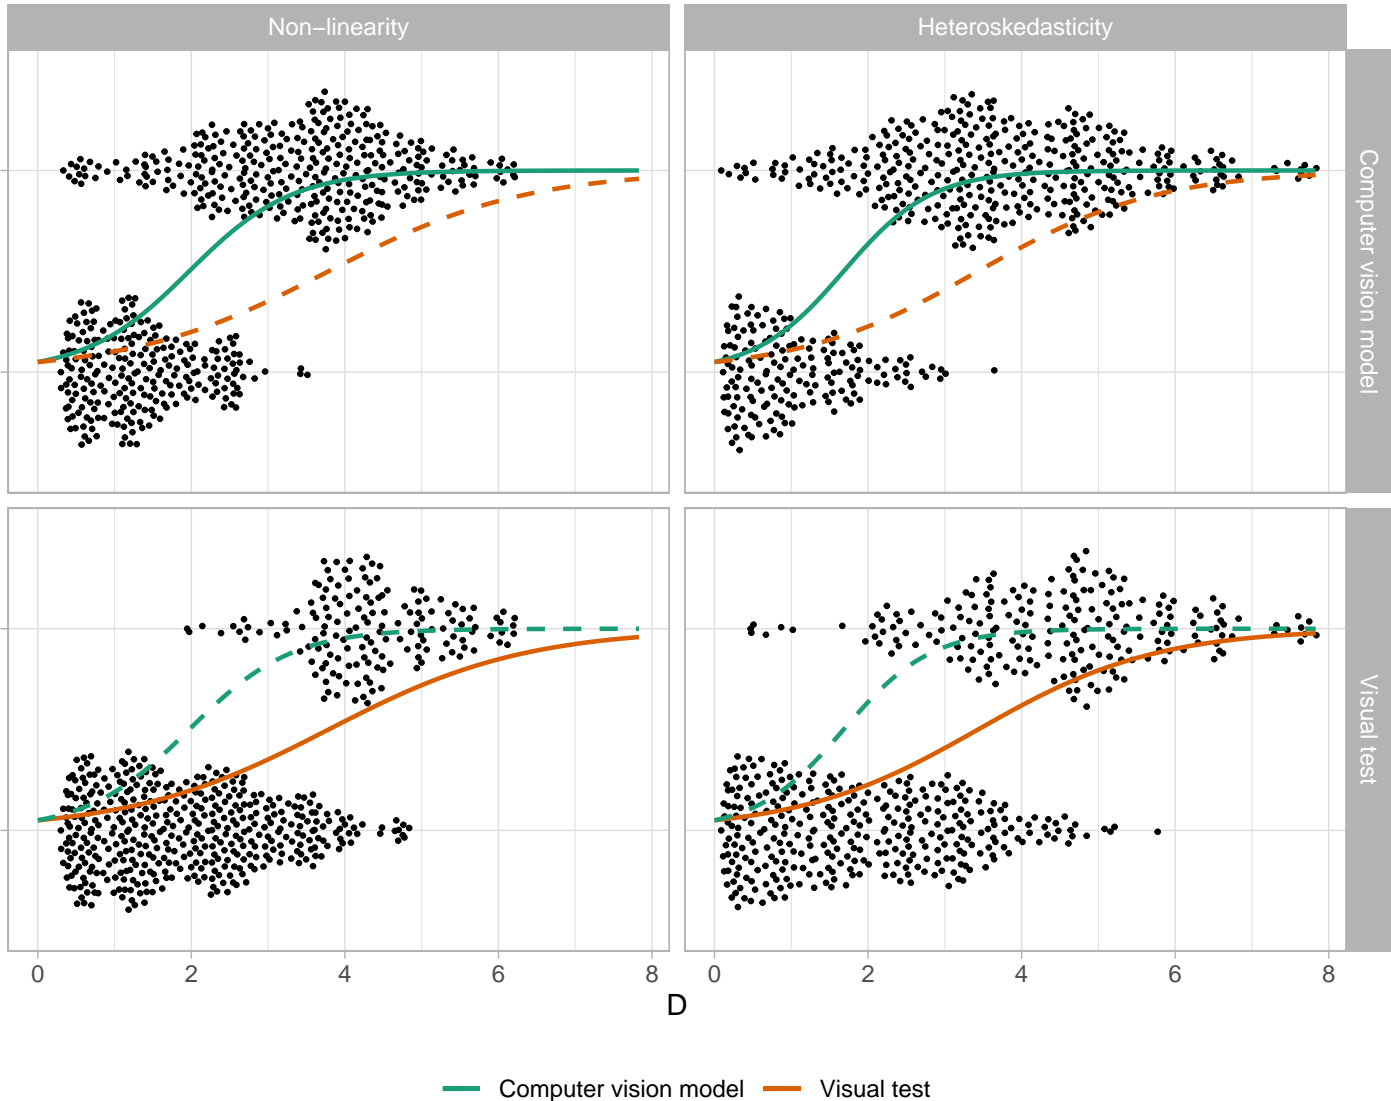 Non−linearity
Heteroskedasticity
Computer vision model
Visual test
0 2 4 6 8 0 2 4 6 8
D
Computer vision model Visual test